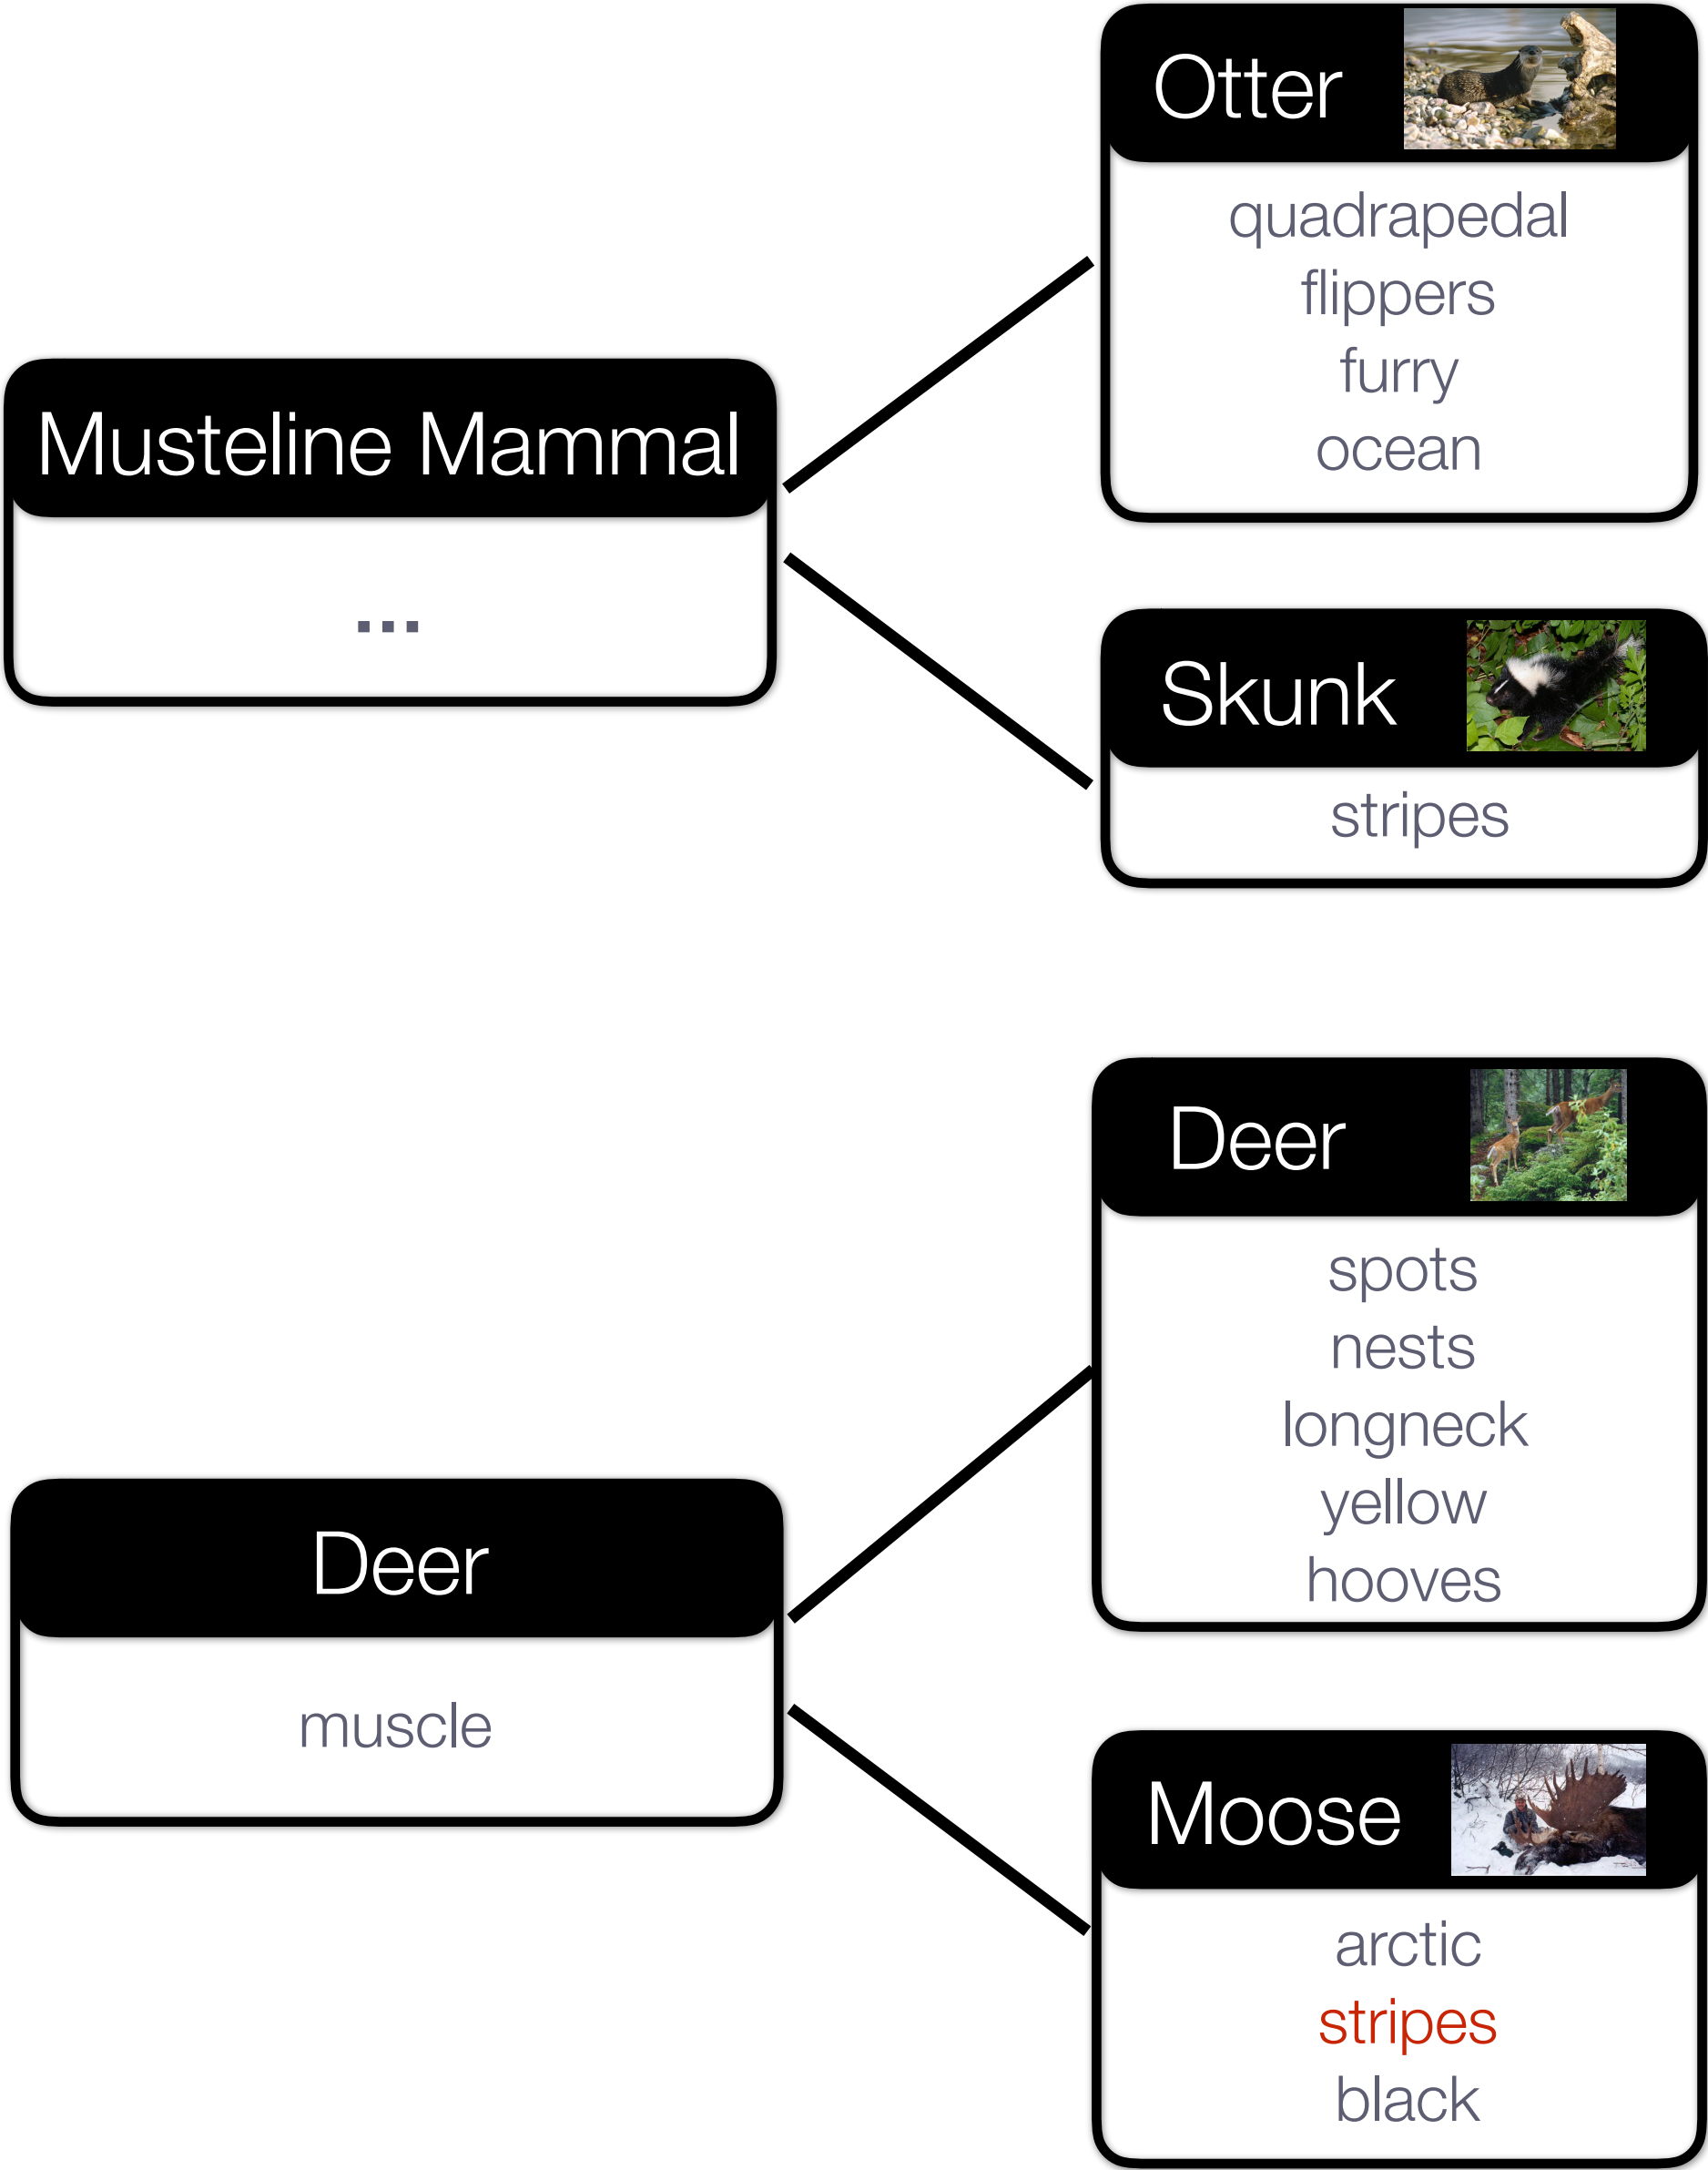 Otter
quadrapedal
flippers
furry
ocean
Musteline Mammal
...
Skunk
stripes
Deer
spots
nests
longneck
yellow
hooves
Deer
muscle
Moose
arctic
stripes
black